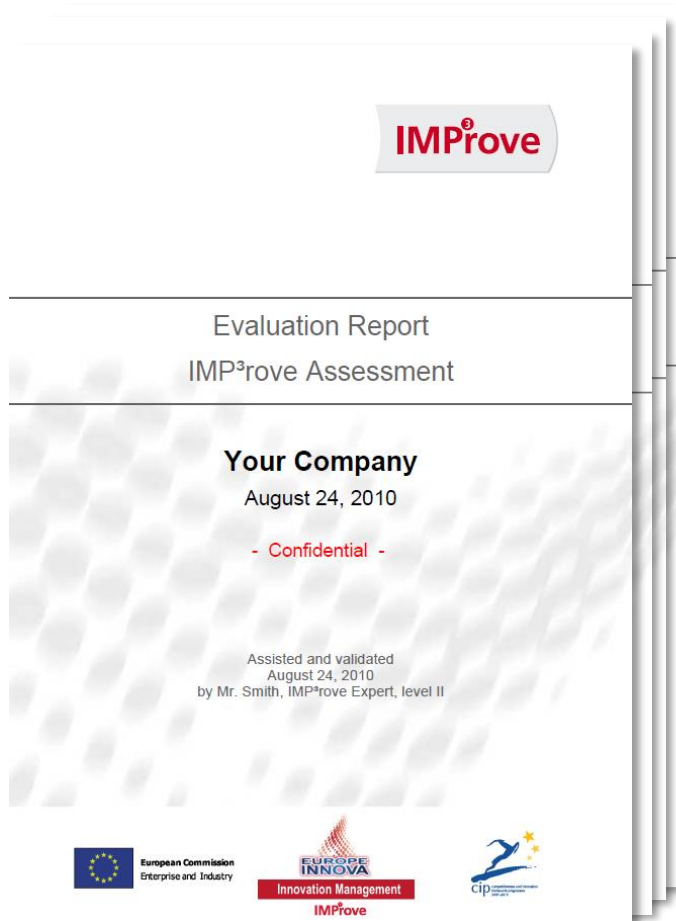 IMP³rove
Evaluation Report
IMP³rove Assessment
Your Company
August 24, 2010
- Confidential -
Assisted and validated
August 24, 2010
by Mr. Smith, IMP³rove Expert, level II
European Commission
Enterprise and Industry
EUROPE
INNOVA
Innovation Management
IMP³rove
cip